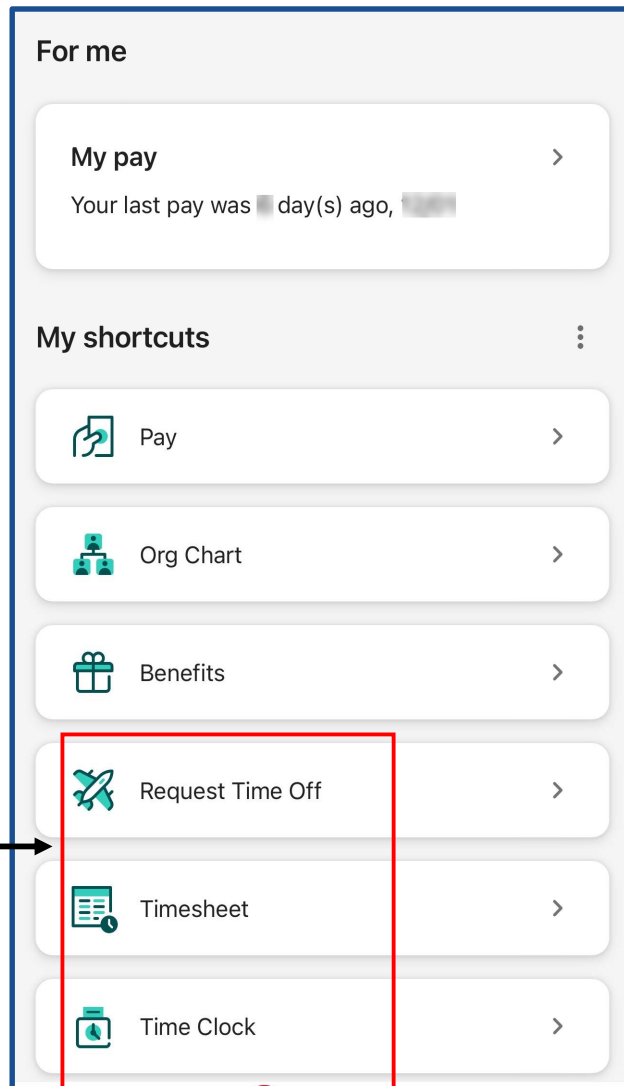 For me
My pay
Your last pay was day(s) ago,
My shortcuts
Pay
Org Chart
Benefits
Request Time Off
Timesheet
Time Clock